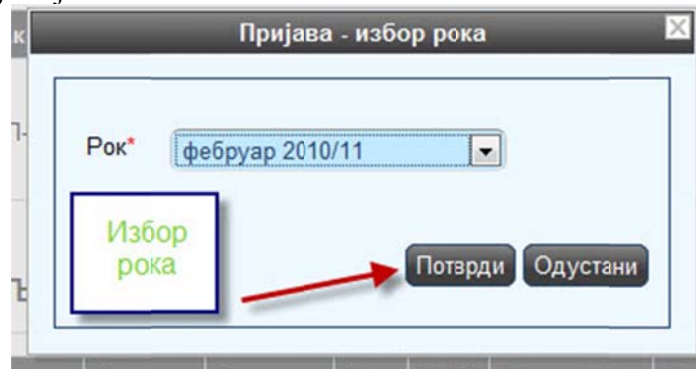 Пријава - избор рока
Рок*
фебруар 2010/11
Избор
рока
Потврди Одустани